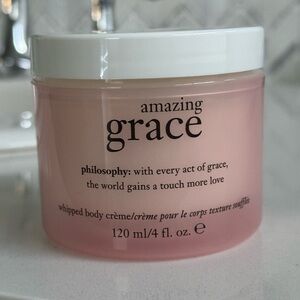 amazing
grace
philosophy: with every act of grace,
the world gains a touch more love
whipped body crème/crème pour le corps texture soufflée
120 ml/4 fl. oz. ℮